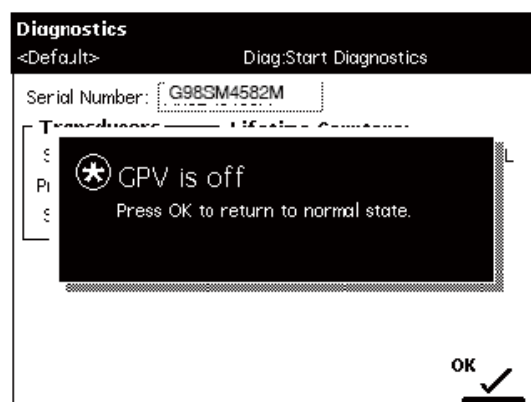 Diagnostics
<Default> Diag:Start Diagnostics
Serial Number: G98SM4582M
GPV is off
Press OK to return to normal state.
OK